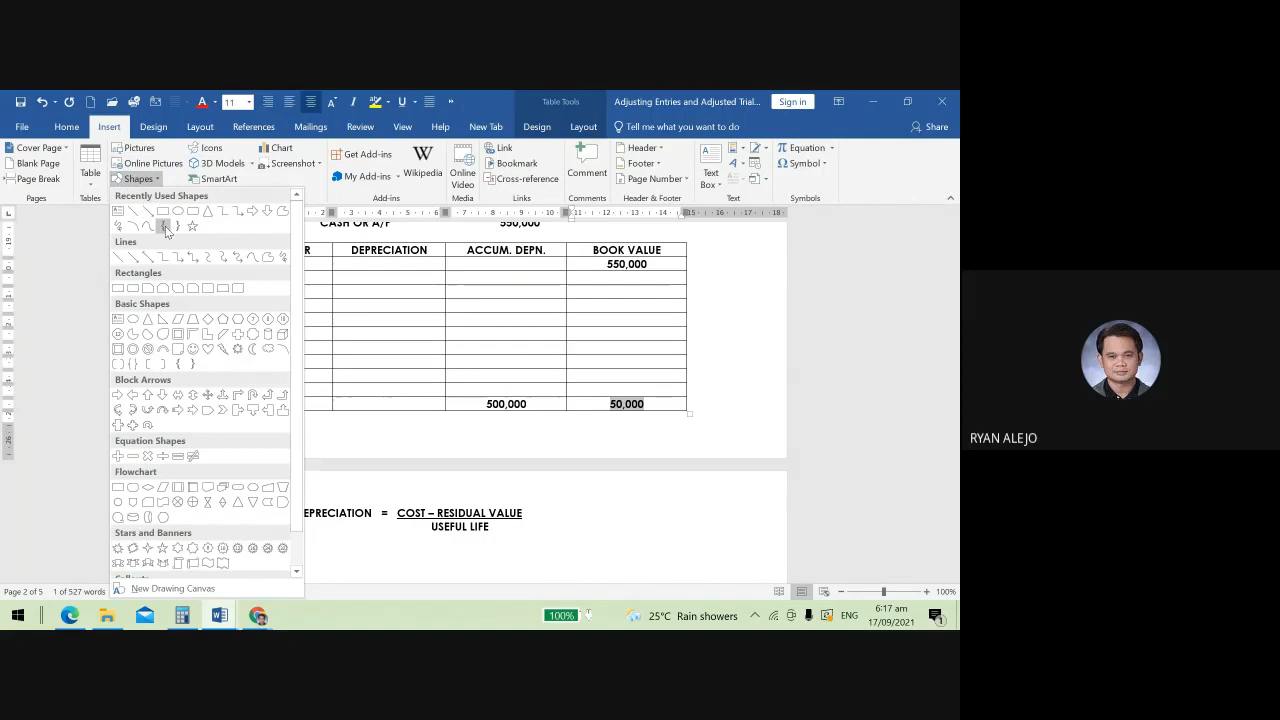 11
Table Tools
Adjusting Entries and Adjusted Trial...
Sign in
File
Home
Insert
Design
Layout
References
Mailings
Review
View
Help
New Tab
Design
Layout
Tell me what you want to do
Share
Cover Page
Blank Page
Page Break
Pages
Table
Tables
Pictures
Online Pictures
Shapes
Icons
3D Models
SmartArt
Chart
Screenshot
Get Add-ins
My Add-ins
Wikipedia
Add-ins
Online
Video
Media
Link
Bookmark
Cross-reference
Links
Comment
Comments
Header
Footer
Page Number
Header & Footer
Text
Box
Text
Equation
Symbol
Symbols
Recently Used Shapes
Lines
Rectangles
Basic Shapes
Block Arrows
Equation Shapes
Flowchart
Stars and Banners
Callouts
New Drawing Canvas
CASH OR A/P 550,000
R DEPRECIATION ACCUM. DEPN. BOOK VALUE
550,000
500,000 50,000
EPRECIATION = COST – RESIDUAL VALUE
USEFUL LIFE
Page 2 of 5 1 of 527 words
100%
100%
25°C Rain showers
ENG
6:17 am
17/09/2021
1
RYAN ALEJO